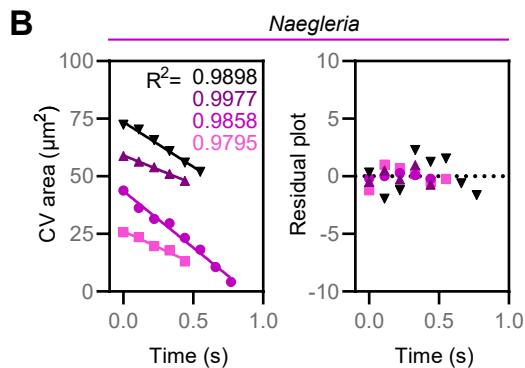 B
Naegleria
R²= 0.9898
0.9977
0.9858
0.9795
CV area (µm²)
100
75
50
25
0
0.0 0.5 1.0
Time (s)
Residual plot
10
5
0
-5
-10
0.0 0.5 1.0
Time (s)